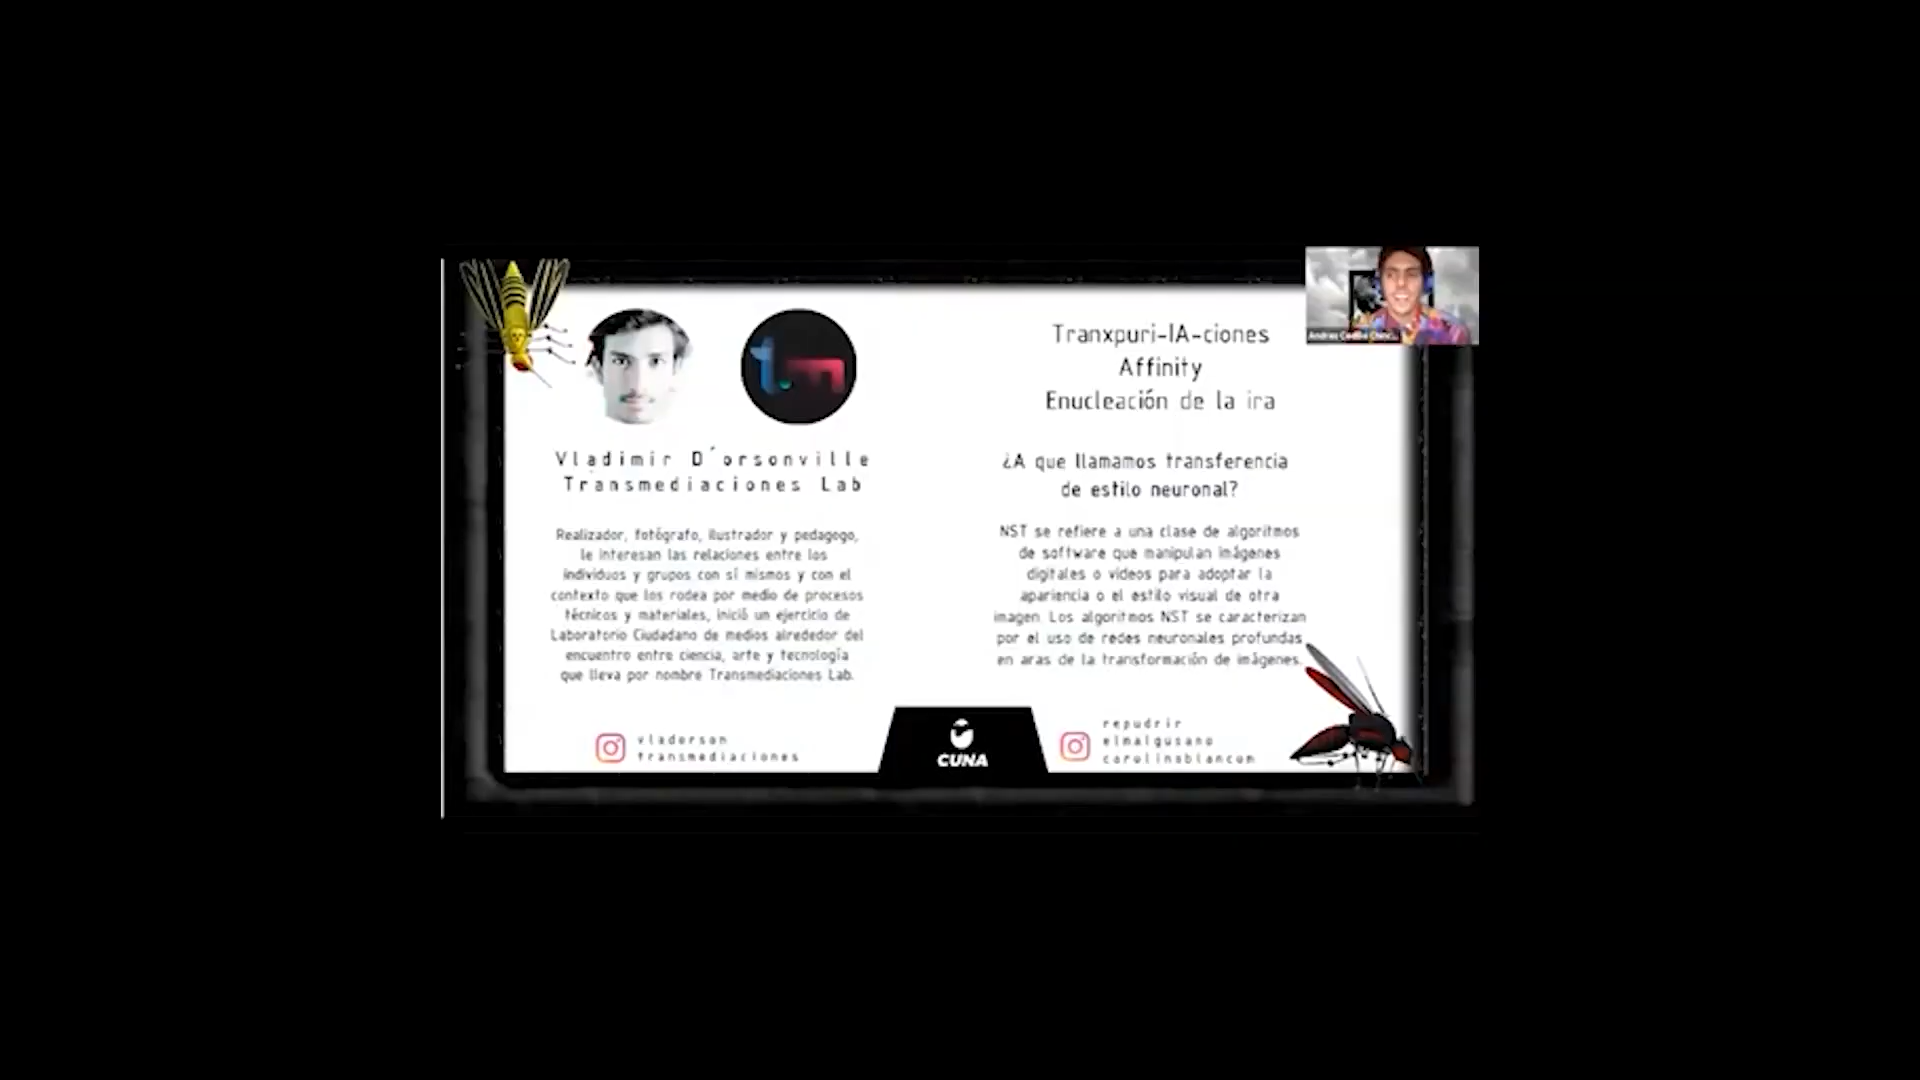 Vladimir D´orsonville
Transmediaciones Lab
Realizador, fotógrafo, ilustrador y pedagogo,
le interesan las relaciones entre los
individuos y grupos con sí mismos y con el
contexto que los rodea por medio de procesos
técnicos y materiales, inició un ejercicio de
Laboratorio Ciudadano de medios alrededor del
encuentro entre ciencia, arte y tecnología
que lleva por nombre Transmediaciones Lab.
vladorson
transmediaciones
CUNA
Tranxpuri-IA-ciones
Affinity
Enucleación de la ira
¿A que llamamos transferencia
de estilo neuronal?
NST se refiere a una clase de algoritmos
de software que manipulan imágenes
digitales o videos para adoptar la
apariencia o el estilo visual de otra
imagen. Los algoritmos NST se caracterizan
por el uso de redes neuronales profundas
en aras de la transformación de imágenes.
repudrir
elmalgusano
carolinablancom
tm
Andres